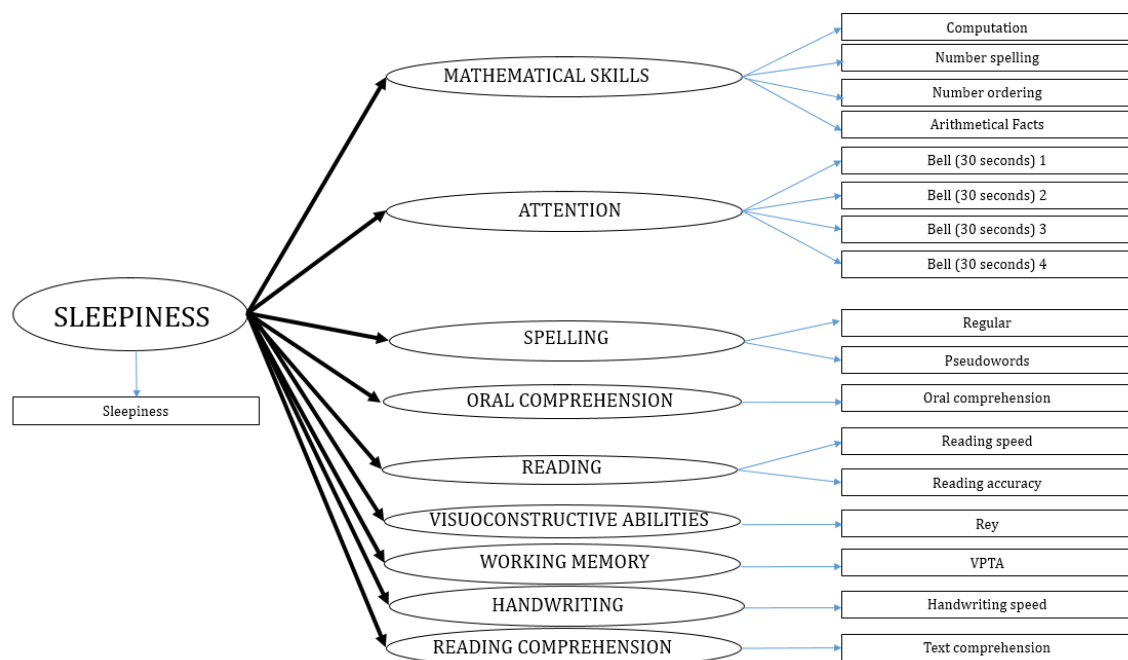 Computation
MATHEMATICAL SKILLS
Number spelling
Number ordering
Arithmetical Facts
Bell (30 seconds) 1
Bell (30 seconds) 2
ATTENTION
Bell (30 seconds) 3
Bell (30 seconds) 4
SLEEPINESS
Sleepiness
Regular
SPELLING
Pseudowords
ORAL COMPREHENSION
Oral comprehension
Reading speed
READING
Reading accuracy
VISUOCONSTRUCTIVE ABILITIES
Rey
WORKING MEMORY
VPTA
HANDWRITING
Handwriting speed
READING COMPREHENSION
Text comprehension